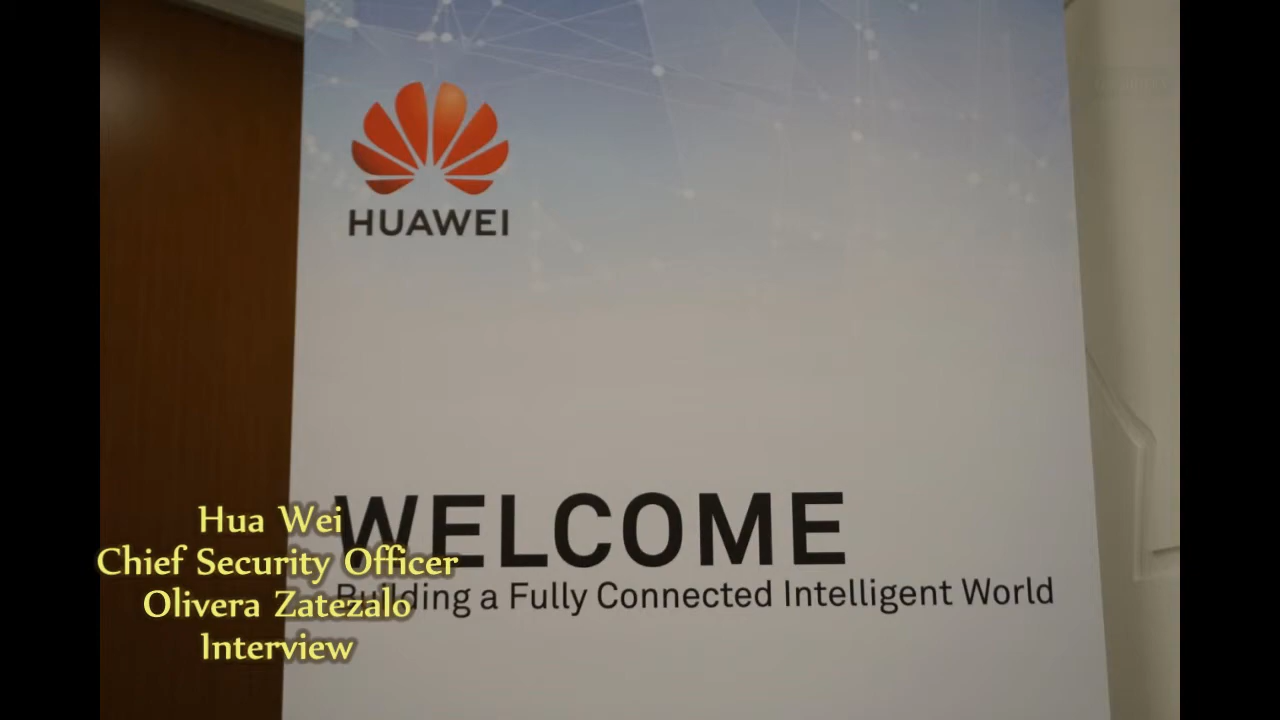 HUAWEI
WELCOME
Building a Fully Connected Intelligent World
Hua Wei
Chief Security Officer
Olivera Zatezalo
Interview